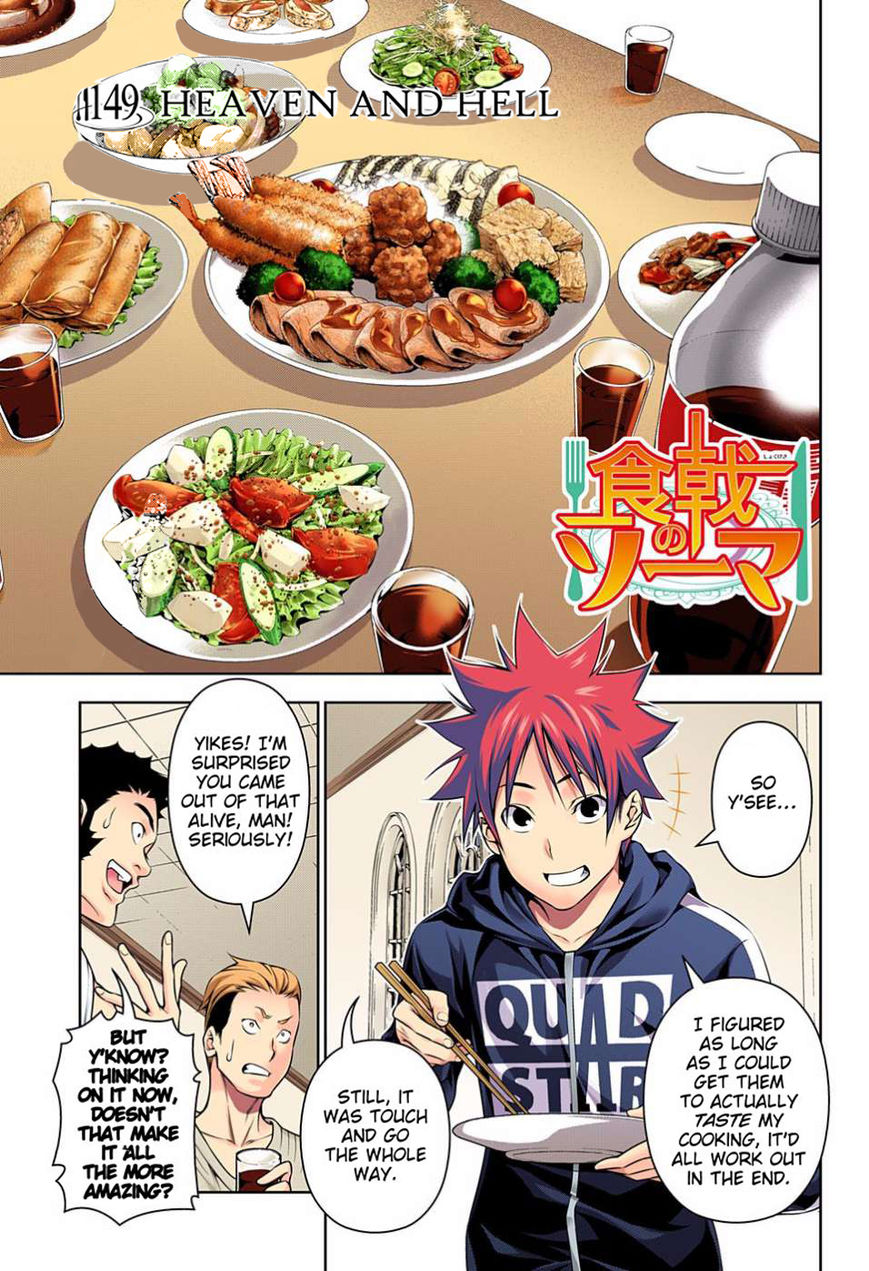 #149, HEAVEN AND HELL
食戟の
ソーマ
SO
Y'SEE...
I FIGURED
AS LONG
AS I COULD
GET THEM
TO ACTUALLY
TASTE MY
COOKING, IT'D
ALL WORK OUT
IN THE END.
STILL, IT
WAS TOUCH
AND GO
THE WHOLE
WAY.
QUAD
STAR
YIKES! I'M
SURPRISED
YOU CAME
OUT OF THAT
ALIVE, MAN!
SERIOUSLY!
BUT
Y'KNOW?
THINKING
ON IT NOW,
DOESN'T
THAT MAKE
IT ALL
THE MORE
AMAZING?